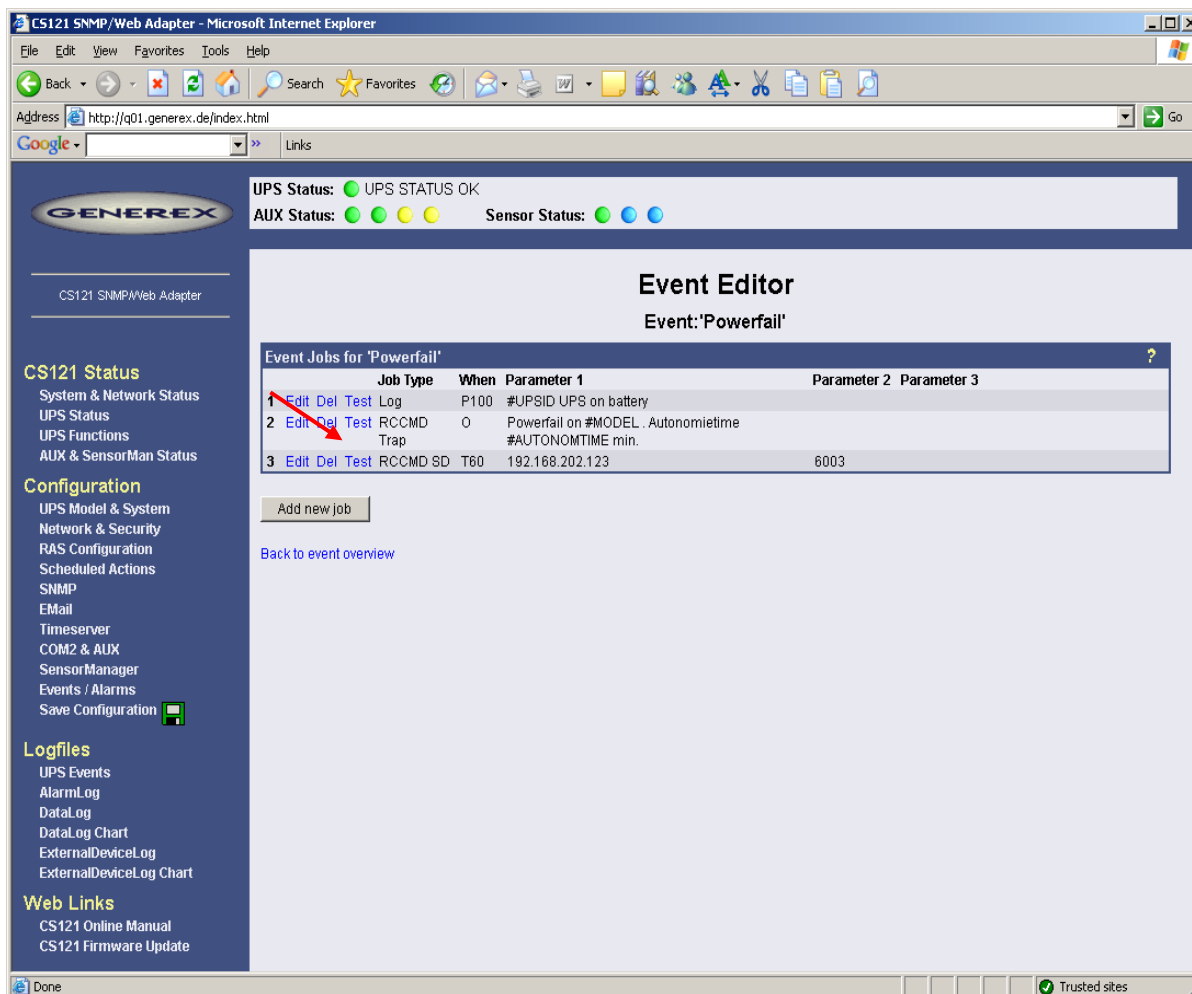 CS121 SNMP/Web Adapter - Microsoft Internet Explorer
File Edit View Favorites Tools Help
Back Search Favorites
Address http://q01.generex.de/index.html Go
Google Links
GENEREX
UPS Status: UPS STATUS OK
AUX Status: Sensor Status:
CS121 SNMP/Web Adapter
Event Editor
Event:'Powerfail'
Event Jobs for 'Powerfail' ?
Job Type When Parameter 1 Parameter 2 Parameter 3
1 Edit Del Test Log P100 #UPSID UPS on battery
2 Edit Del Test RCCMD Trap O Powerfail on #MODEL . Autonomietime
#AUTONOMTIME min.
3 Edit Del Test RCCMD SD T60 192.168.202.123 6003
Add new job
Back to event overview
CS121 Status
System & Network Status
UPS Status
UPS Functions
AUX & SensorMan Status
Configuration
UPS Model & System
Network & Security
RAS Configuration
Scheduled Actions
SNMP
EMail
Timeserver
COM2 & AUX
SensorManager
Events / Alarms
Save Configuration
Logfiles
UPS Events
AlarmLog
DataLog
DataLog Chart
ExternalDeviceLog
ExternalDeviceLog Chart
Web Links
CS121 Online Manual
CS121 Firmware Update
Done Trusted sites